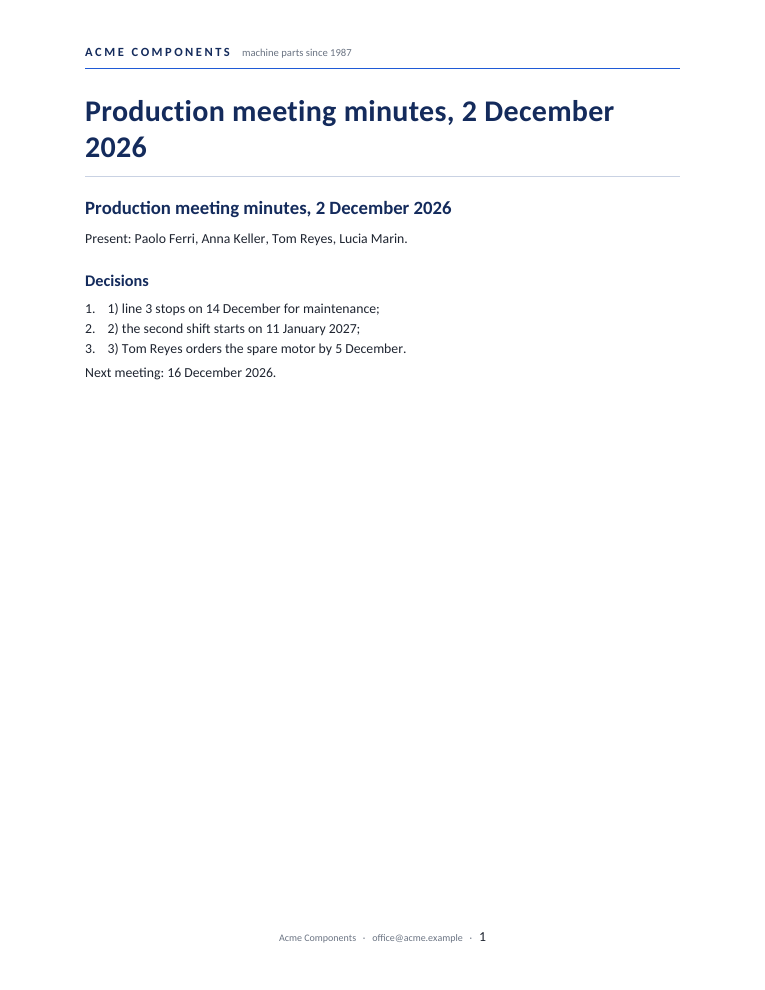 ACME COMPONENTS machine parts since 1987
Production meeting minutes, 2 December
2026
Production meeting minutes, 2 December 2026
Present: Paolo Ferri, Anna Keller, Tom Reyes, Lucia Marin.
Decisions
1. 1) line 3 stops on 14 December for maintenance;
2. 2) the second shift starts on 11 January 2027;
3. 3) Tom Reyes orders the spare motor by 5 December.
Next meeting: 16 December 2026.
Acme Components · office@acme.example · 1